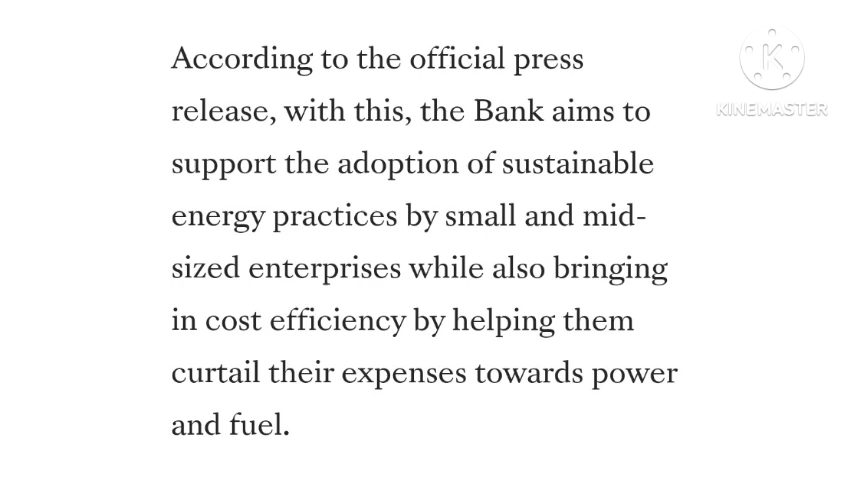 According to the official press
release, with this, the Bank aims to
support the adoption of sustainable
energy practices by small and mid-
sized enterprises while also bringing
in cost efficiency by helping them
curtail their expenses towards power
and fuel.
K
KINEMASTER